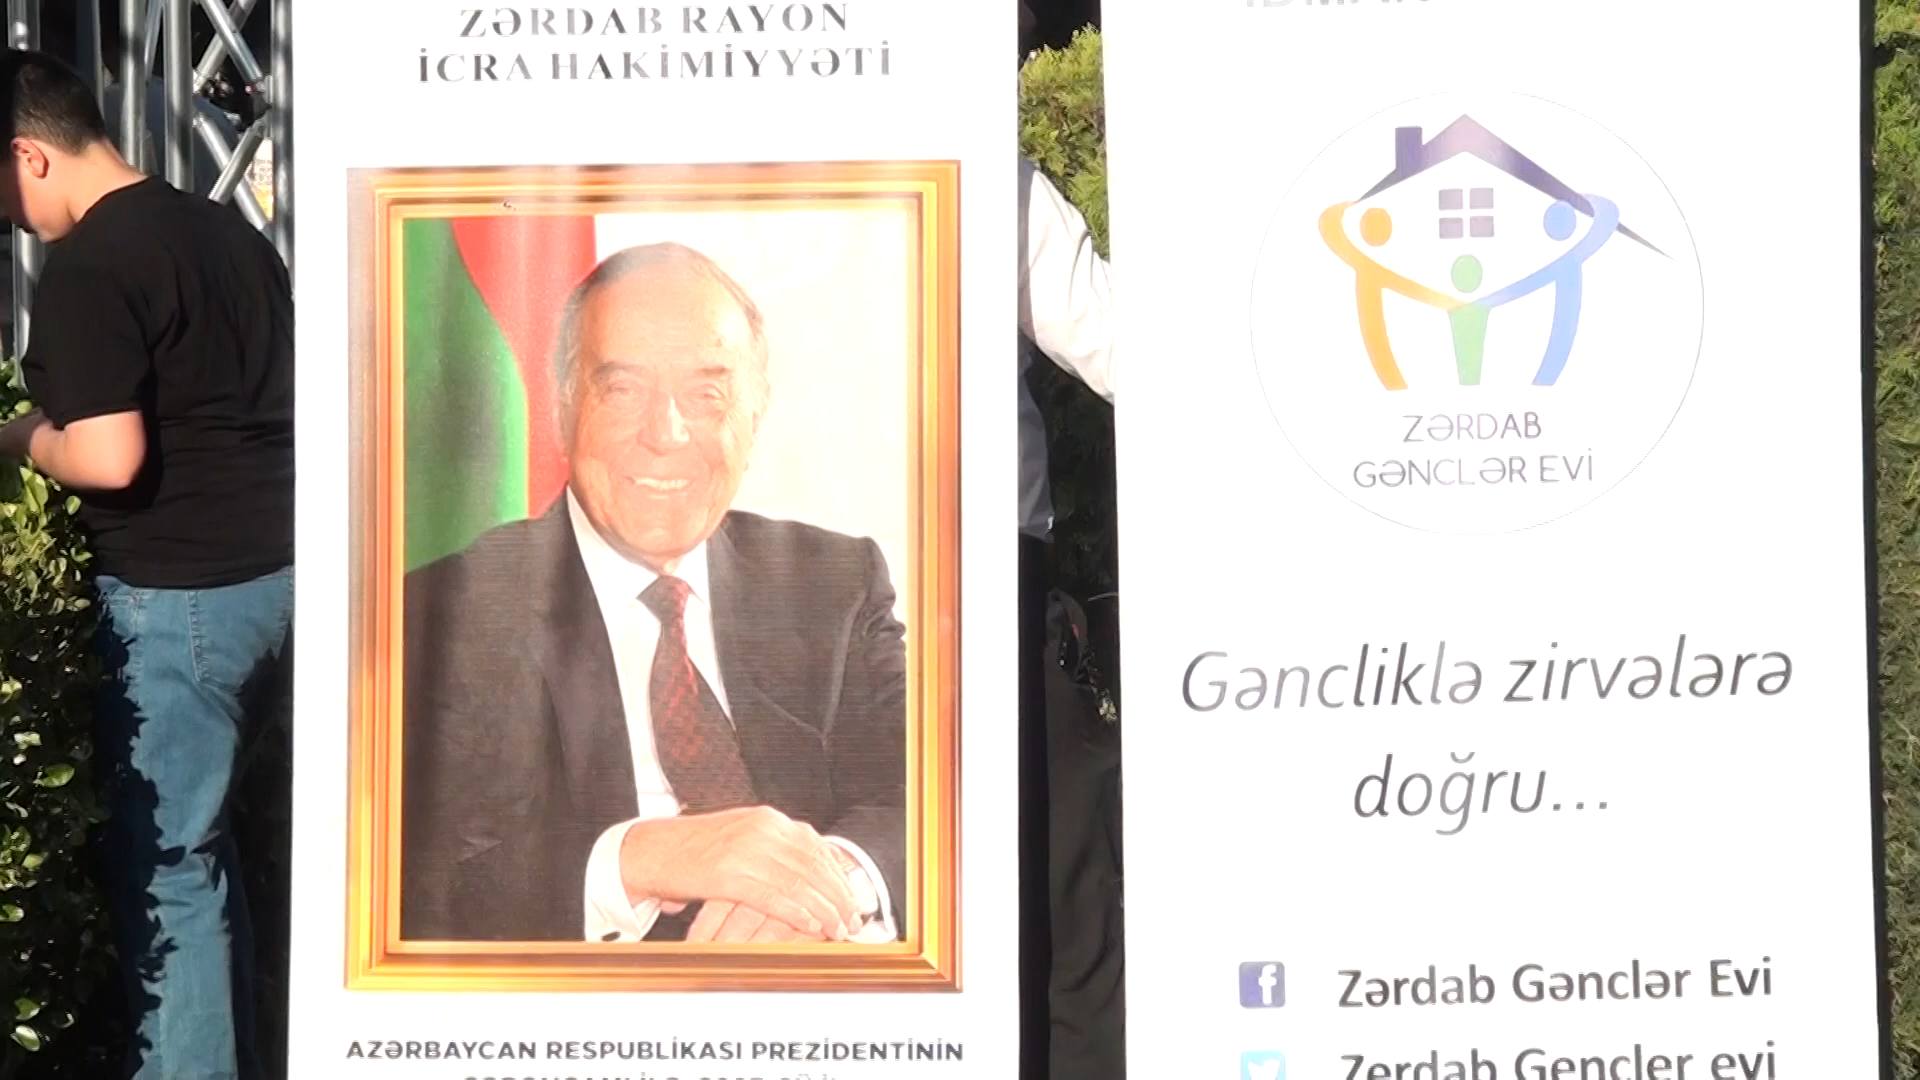 ZƏRDAB RAYON
İCRA HAKİMİYYƏTİ
AZƏRBAYCAN RESPUBLİKASI PREZİDENTİNİN
ZƏRDAB
GƏNCLƏR EVİ
Gəncliklə zirvələrə
doğru...
Zərdab Gənclər Evi
Zerdab Gencler evi